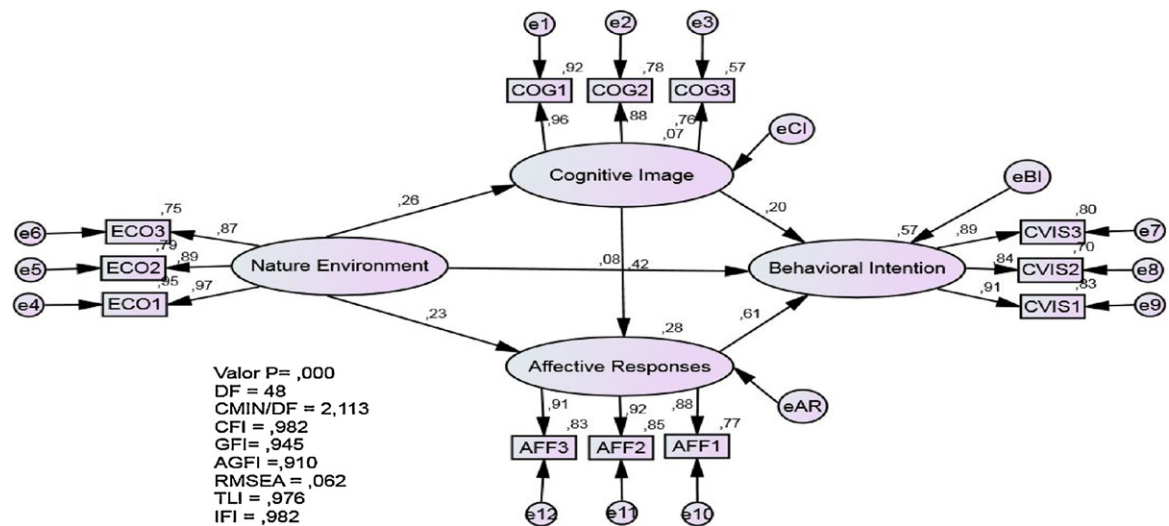 e1 e2 e3
,92 ,78 ,57
COG1 COG2 COG3
,96 ,88 ,76
,07
eCI
Cognitive Image
eBI
,75
e6 ECO3 ,87
,26
,20
,57 ,89 ,80
CVIS3 e7
,79
e5 ECO2 ,89
Nature Environment
,08 ,42
Behavioral Intention
,84 ,70
CVIS2 e8
,95
e4 ECO1 ,97
,91 ,83
CVIS1 e9
,23
,28
,61
Affective Responses
eAR
Valor P= ,000
DF = 48
CMIN/DF = 2,113
CFI = ,982
GFI= ,945
AGFI =,910
RMSEA = ,062
TLI = ,976
IFI = ,982
,91 ,92 ,88
,83 ,85 ,77
AFF3 AFF2 AFF1
e12 e11 e10